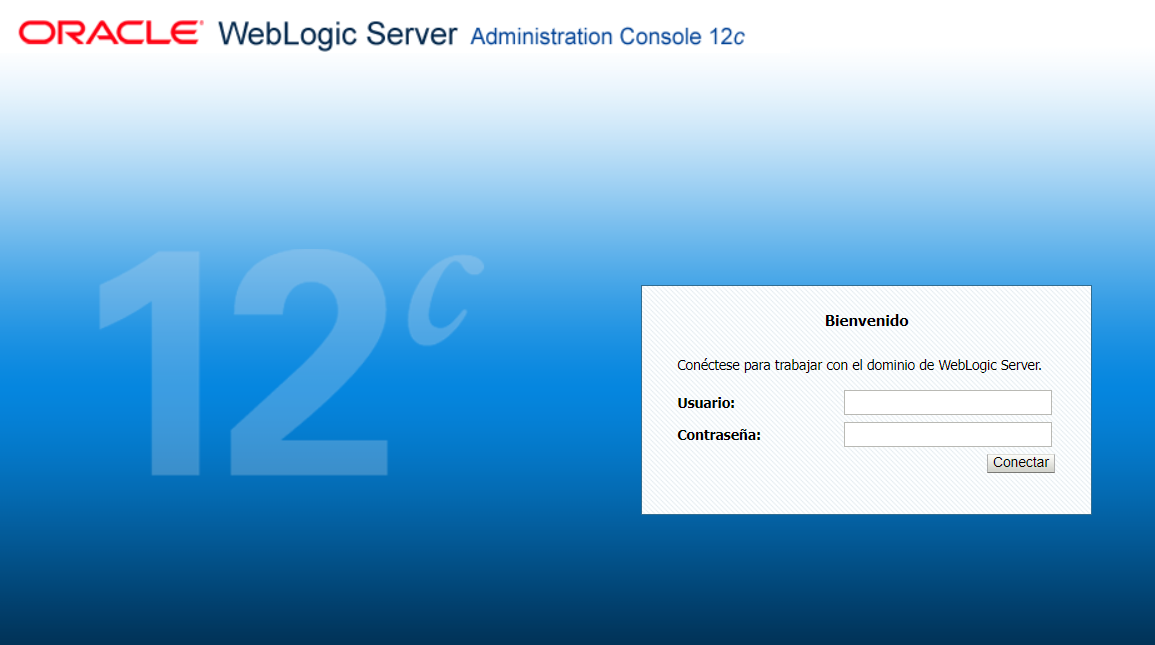 ORACLE® WebLogic Server Administration Console 12c
12c
Bienvenido
Conéctese para trabajar con el dominio de WebLogic Server.
Usuario:
Contraseña:
Conectar